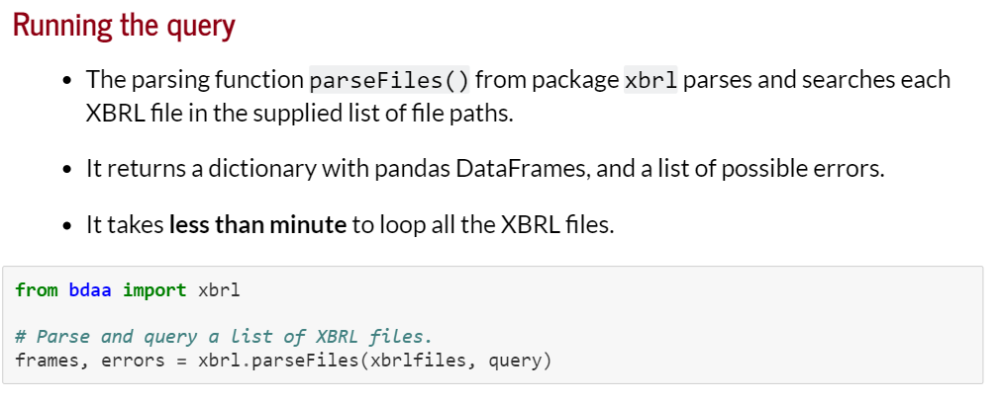 Running the query
• The parsing function parseFiles() from package xbrl parses and searches each
XBRL file in the supplied list of file paths.
• It returns a dictionary with pandas DataFrames, and a list of possible errors.
• It takes less than minute to loop all the XBRL files.
from bdaa import xbrl
# Parse and query a list of XBRL files.
frames, errors = xbrl.parseFiles(xbrlfiles, query)